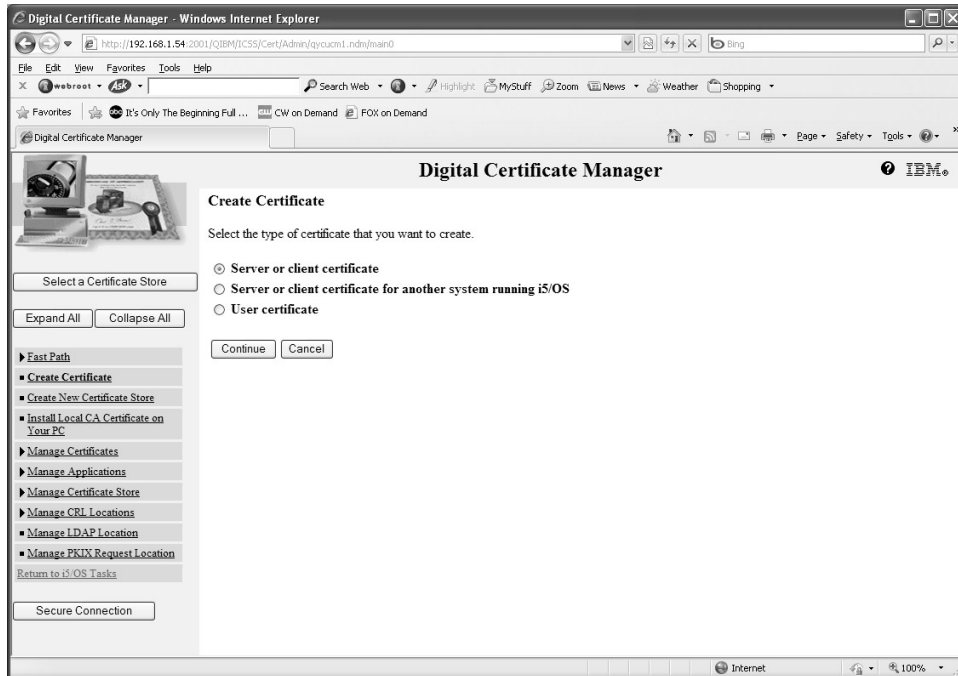 Digital Certificate Manager - Windows Internet Explorer
http://192.168.1.54:2001/QIBM/ICSS/Cert/Admin/qycucm1.ndm/main0
Bing
File Edit View Favorites Tools Help
X webroot Ask Search Web Highlight MyStuff Zoom News Weather Shopping
Favorites abc It's Only The Beginning Full ... CW on Demand FOX on Demand
Digital Certificate Manager Page Safety Tools »
Digital Certificate Manager
IBM®
Select a Certificate Store
Expand All Collapse All
Fast Path
Create Certificate
Create New Certificate Store
Install Local CA Certificate on
Your PC
Manage Certificates
Manage Applications
Manage Certificate Store
Manage CRL Locations
Manage LDAP Location
Manage PKIX Request Location
Return to i5/OS Tasks
Secure Connection
Create Certificate
Select the type of certificate that you want to create.
Server or client certificate
Server or client certificate for another system running i5/OS
User certificate
Continue Cancel
Internet 100%